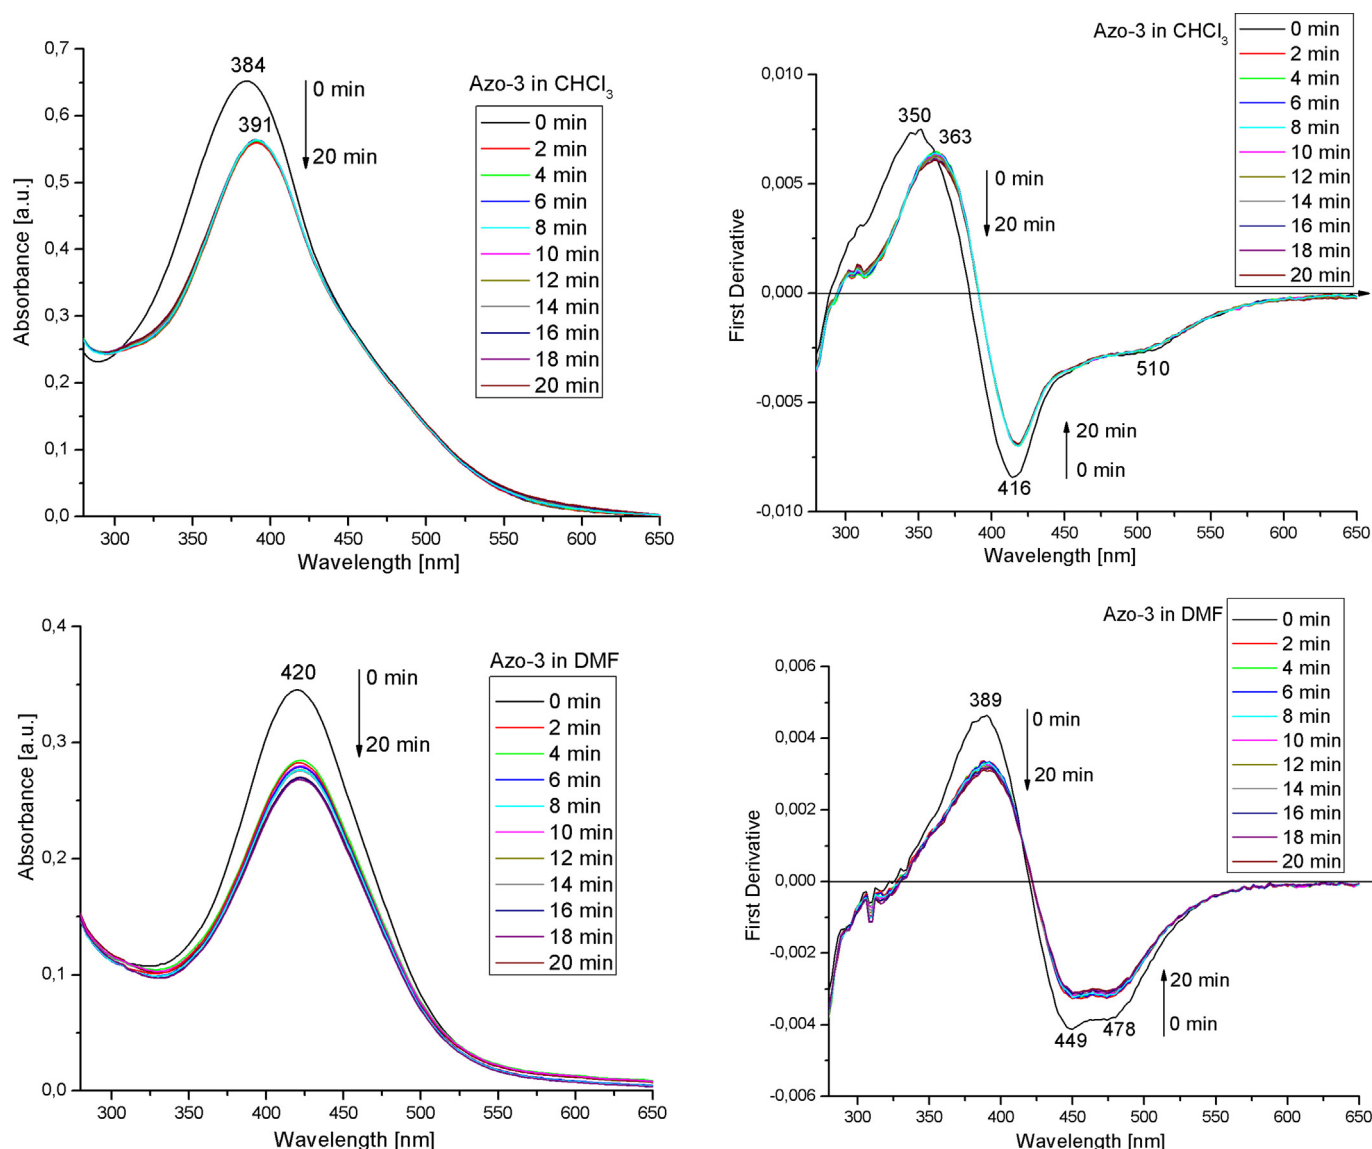 0,7
0,6
0,5
0,4
0,3
0,2
0,1
0,0
Absorbance [a.u.]
384
391
0 min
20 min
Azo-3 in CHCl3
0 min
2 min
4 min
6 min
8 min
10 min
12 min
14 min
16 min
18 min
20 min
300 350 400 450 500 550 600 650
Wavelength [nm]
Azo-3 in CHCl3
0 min
2 min
4 min
6 min
8 min
10 min
12 min
14 min
16 min
18 min
20 min
0,010
0,005
0,000
-0,005
-0,010
First Derivative
350
363
0 min
20 min
510
20 min
0 min
416
300 350 400 450 500 550 600 650
Wavelength [nm]
0,4
0,3
0,2
0,1
0,0
Absorbance [a.u.]
420
0 min
20 min
Azo-3 in DMF
0 min
2 min
4 min
6 min
8 min
10 min
12 min
14 min
16 min
18 min
20 min
300 350 400 450 500 550 600 650
Wavelength [nm]
Azo-3 in DMF
0 min
2 min
4 min
6 min
8 min
10 min
12 min
14 min
16 min
18 min
20 min
0,006
0,004
0,002
0,000
-0,002
-0,004
-0,006
First Derivative
389
0 min
20 min
20 min
0 min
449
478
300 350 400 450 500 550 600 650
Wavelength [nm]